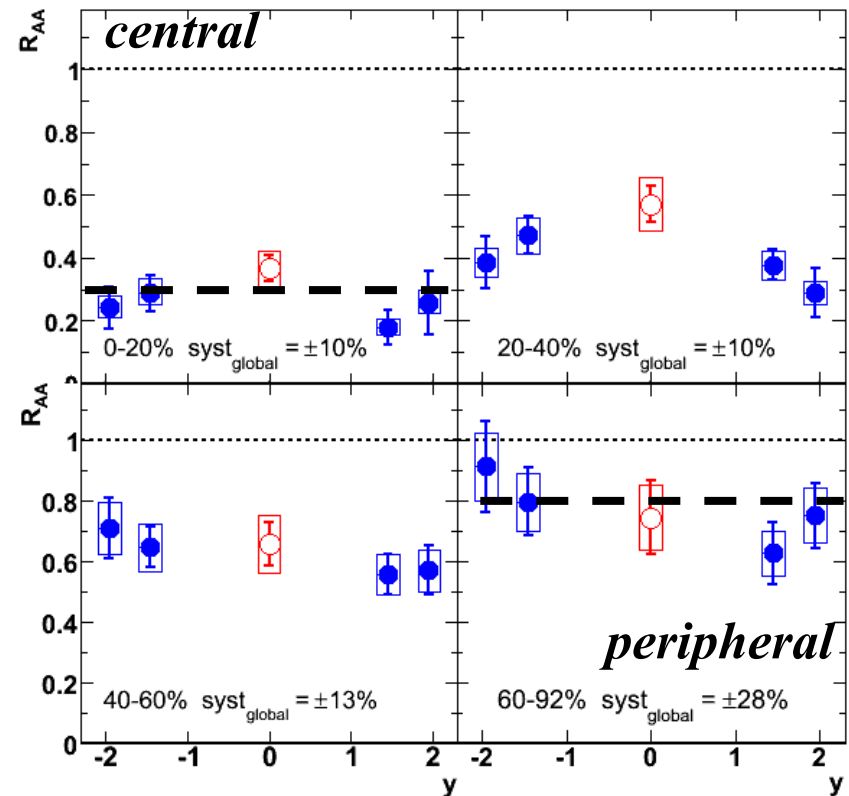 R_AA
central
1
0.8
0.6
0.4
0.2
0
0-20% syst_global = ±10%
20-40% syst_global = ±10%
R_AA
1
0.8
0.6
0.4
0.2
0
peripheral
40-60% syst_global = ±13%
60-92% syst_global = ±28%
-2 -1 0 1 2
-2 -1 0 1 2
y
y